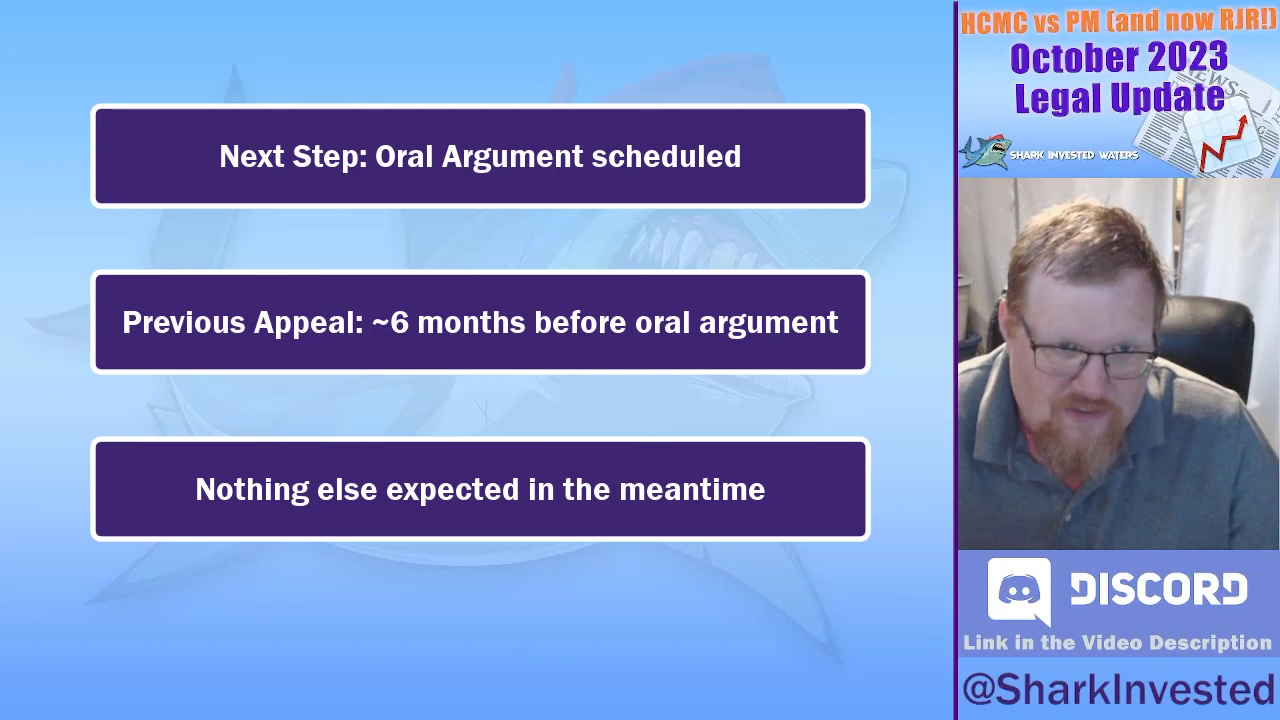 Next Step: Oral Argument scheduled
Previous Appeal: ~6 months before oral argument
Nothing else expected in the meantime
HCMC vs PM (and now RJR!)
October 2023
Legal Update
NEWS
SHARK INVESTED WATERS
DISCORD
Link in the Video Description
@SharkInvested